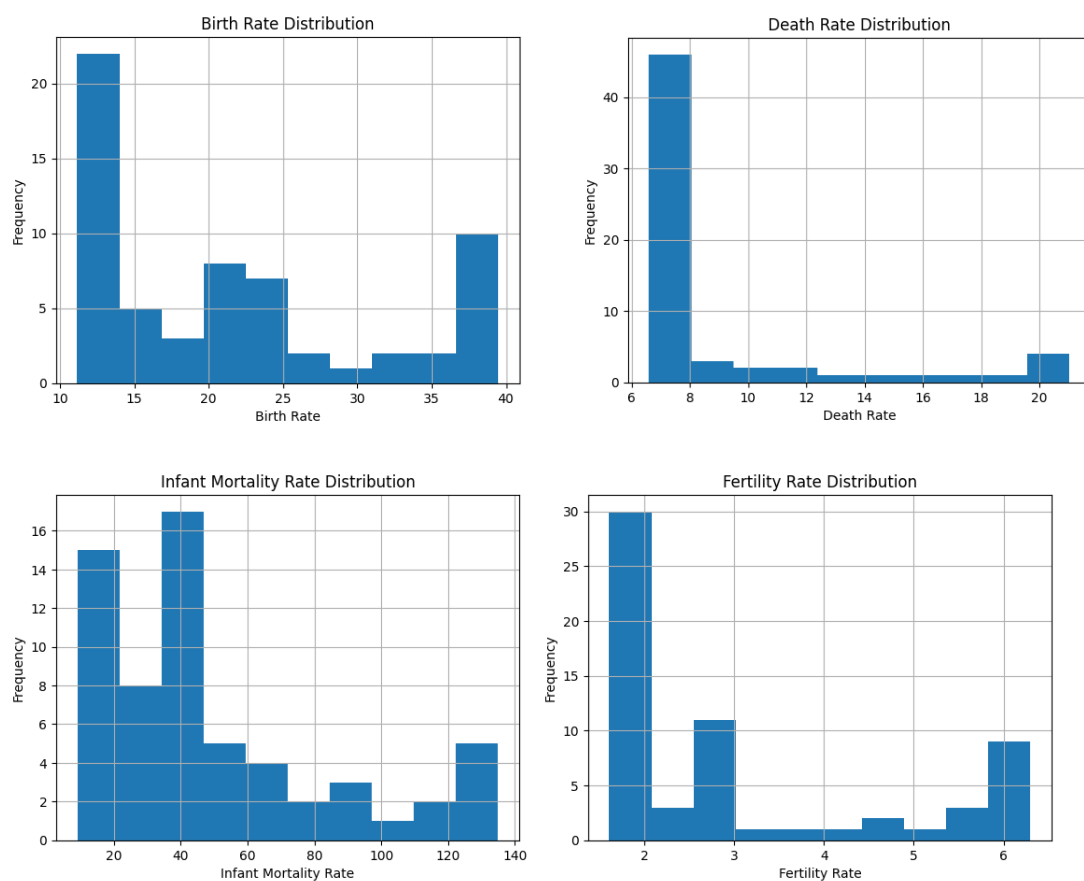 Birth Rate Distribution
Frequency
0
5
10
15
20
10 15 20 25 30 35 40
Birth Rate
Death Rate Distribution
Frequency
0
10
20
30
40
6 8 10 12 14 16 18 20
Death Rate
Infant Mortality Rate Distribution
Frequency
0
2
4
6
8
10
12
14
16
20 40 60 80 100 120 140
Infant Mortality Rate
Fertility Rate Distribution
Frequency
0
5
10
15
20
25
30
2 3 4 5 6
Fertility Rate